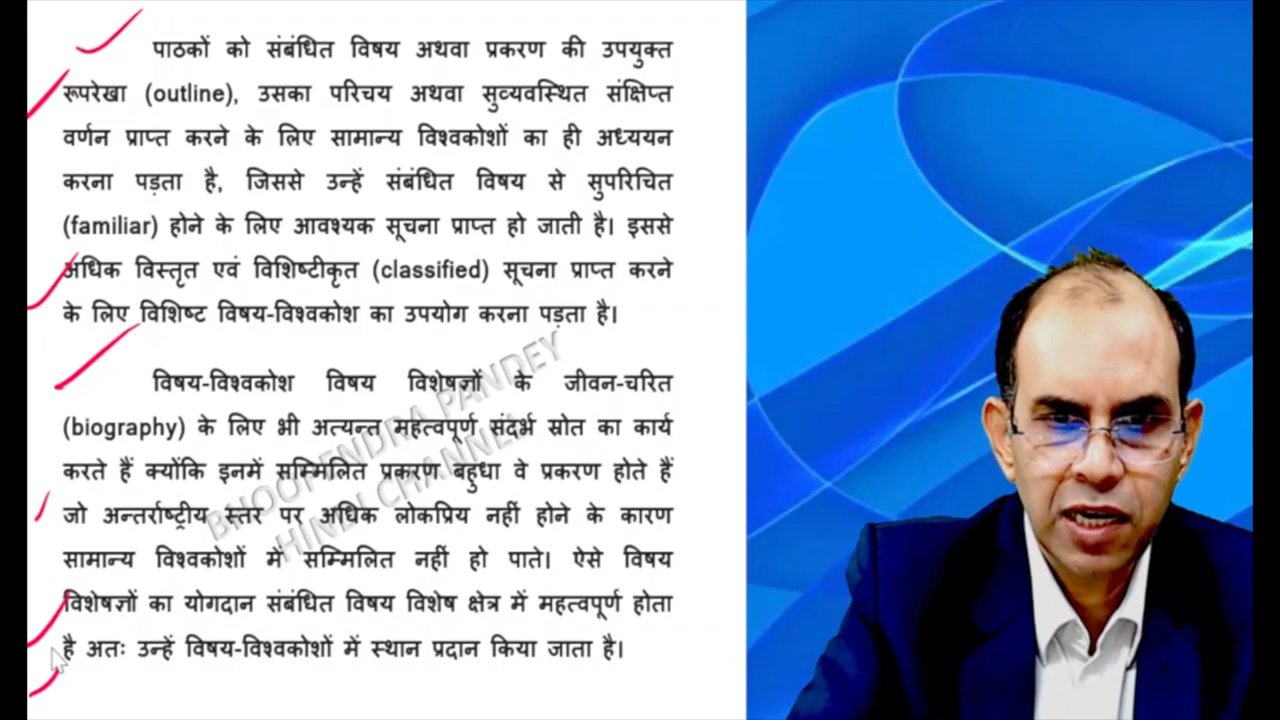 पाठकों को संबंधित विषय अथवा प्रकरण की उपयुक्त
रूपरेखा (outline), उसका परिचय अथवा सुव्यवस्थित संक्षिप्त
वर्णन प्राप्त करने के लिए सामान्य विश्वकोशों का ही अध्ययन
करना पड़ता है, जिससे उन्हें संबंधित विषय से सुपरिचित
(familiar) होने के लिए आवश्यक सूचना प्राप्त हो जाती है। इससे
अधिक विस्तृत एवं विशिष्टीकृत (classified) सूचना प्राप्त करने
के लिए विशिष्ट विषय-विश्वकोश का उपयोग करना पड़ता है।
विषय-विश्वकोश विषय विशेषज्ञों के जीवन-चरित
(biography) के लिए भी अत्यन्त महत्वपूर्ण संदर्भ स्रोत का कार्य
करते हैं क्योंकि इनमें सम्मिलित प्रकरण बहुधा वे प्रकरण होते हैं
जो अन्तर्राष्ट्रीय स्तर पर अधिक लोकप्रिय नहीं होने के कारण
सामान्य विश्वकोशों में सम्मिलित नहीं हो पाते। ऐसे विषय
विशेषज्ञों का योगदान संबंधित विषय विशेष क्षेत्र में महत्वपूर्ण होता
है अतः उन्हें विषय-विश्वकोशों में स्थान प्रदान किया जाता है।
BHOOPENDRA PANDEY
HINDI CHANNEL